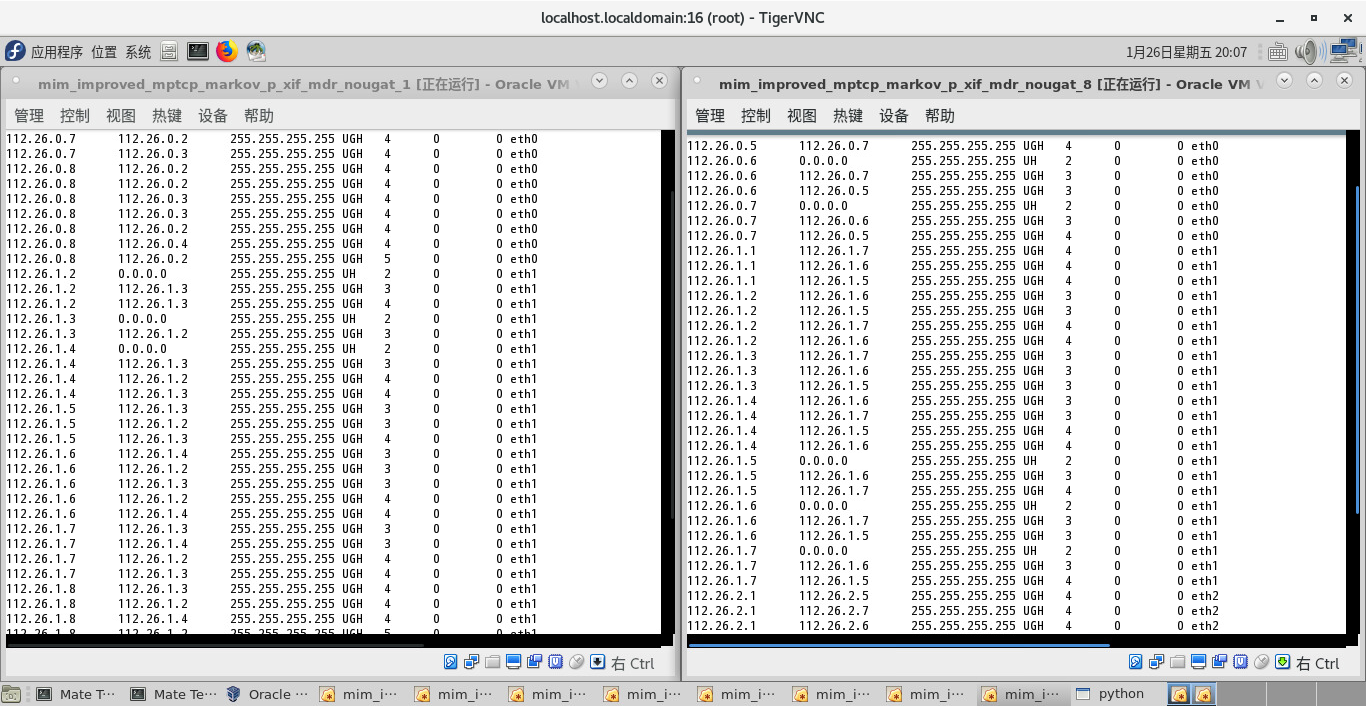 localhost.localdomain:16 (root) - TigerVNC
应用程序 位置 系统
1月26日星期五 20:07
mim_improved_mptcp_markov_p_xif_mdr_nougat_1 [正在运行] - Oracle VM
管理 控制 视图 热键 设备 帮助
112.26.0.7 112.26.0.2 255.255.255.255 UGH 4 0 0 eth0
112.26.0.7 112.26.0.3 255.255.255.255 UGH 4 0 0 eth0
112.26.0.8 112.26.0.2 255.255.255.255 UGH 4 0 0 eth0
112.26.0.8 112.26.0.2 255.255.255.255 UGH 4 0 0 eth0
112.26.0.8 112.26.0.3 255.255.255.255 UGH 4 0 0 eth0
112.26.0.8 112.26.0.3 255.255.255.255 UGH 4 0 0 eth0
112.26.0.8 112.26.0.2 255.255.255.255 UGH 4 0 0 eth0
112.26.0.8 112.26.0.4 255.255.255.255 UGH 4 0 0 eth0
112.26.0.8 112.26.0.2 255.255.255.255 UGH 5 0 0 eth0
112.26.1.2 0.0.0.0 255.255.255.255 UH 2 0 0 eth1
112.26.1.2 112.26.1.3 255.255.255.255 UGH 3 0 0 eth1
112.26.1.2 112.26.1.3 255.255.255.255 UGH 4 0 0 eth1
112.26.1.3 0.0.0.0 255.255.255.255 UH 2 0 0 eth1
112.26.1.3 112.26.1.2 255.255.255.255 UGH 3 0 0 eth1
112.26.1.4 0.0.0.0 255.255.255.255 UH 2 0 0 eth1
112.26.1.4 112.26.1.3 255.255.255.255 UGH 3 0 0 eth1
112.26.1.4 112.26.1.2 255.255.255.255 UGH 4 0 0 eth1
112.26.1.4 112.26.1.3 255.255.255.255 UGH 4 0 0 eth1
112.26.1.5 112.26.1.3 255.255.255.255 UGH 3 0 0 eth1
112.26.1.5 112.26.1.2 255.255.255.255 UGH 3 0 0 eth1
112.26.1.5 112.26.1.3 255.255.255.255 UGH 4 0 0 eth1
112.26.1.6 112.26.1.4 255.255.255.255 UGH 3 0 0 eth1
112.26.1.6 112.26.1.2 255.255.255.255 UGH 3 0 0 eth1
112.26.1.6 112.26.1.3 255.255.255.255 UGH 3 0 0 eth1
112.26.1.6 112.26.1.2 255.255.255.255 UGH 4 0 0 eth1
112.26.1.6 112.26.1.4 255.255.255.255 UGH 4 0 0 eth1
112.26.1.7 112.26.1.3 255.255.255.255 UGH 3 0 0 eth1
112.26.1.7 112.26.1.4 255.255.255.255 UGH 3 0 0 eth1
112.26.1.7 112.26.1.2 255.255.255.255 UGH 4 0 0 eth1
112.26.1.7 112.26.1.3 255.255.255.255 UGH 4 0 0 eth1
112.26.1.8 112.26.1.3 255.255.255.255 UGH 4 0 0 eth1
112.26.1.8 112.26.1.2 255.255.255.255 UGH 4 0 0 eth1
112.26.1.8 112.26.1.4 255.255.255.255 UGH 4 0 0 eth1
112.26.1.8 112.26.1.2 255.255.255.255 UGH 5 0 0 eth1
右 Ctrl
mim_improved_mptcp_markov_p_xif_mdr_nougat_8 [正在运行] - Oracle VM
管理 控制 视图 热键 设备 帮助
112.26.0.5 112.26.0.7 255.255.255.255 UGH 4 0 0 eth0
112.26.0.6 0.0.0.0 255.255.255.255 UH 2 0 0 eth0
112.26.0.6 112.26.0.7 255.255.255.255 UGH 3 0 0 eth0
112.26.0.6 112.26.0.5 255.255.255.255 UGH 3 0 0 eth0
112.26.0.7 0.0.0.0 255.255.255.255 UH 2 0 0 eth0
112.26.0.7 112.26.0.6 255.255.255.255 UGH 3 0 0 eth0
112.26.0.7 112.26.0.5 255.255.255.255 UGH 4 0 0 eth0
112.26.1.1 112.26.1.7 255.255.255.255 UGH 4 0 0 eth1
112.26.1.1 112.26.1.6 255.255.255.255 UGH 4 0 0 eth1
112.26.1.1 112.26.1.5 255.255.255.255 UGH 4 0 0 eth1
112.26.1.2 112.26.1.6 255.255.255.255 UGH 3 0 0 eth1
112.26.1.2 112.26.1.5 255.255.255.255 UGH 3 0 0 eth1
112.26.1.2 112.26.1.7 255.255.255.255 UGH 4 0 0 eth1
112.26.1.2 112.26.1.6 255.255.255.255 UGH 4 0 0 eth1
112.26.1.3 112.26.1.7 255.255.255.255 UGH 3 0 0 eth1
112.26.1.3 112.26.1.6 255.255.255.255 UGH 3 0 0 eth1
112.26.1.3 112.26.1.5 255.255.255.255 UGH 3 0 0 eth1
112.26.1.4 112.26.1.6 255.255.255.255 UGH 3 0 0 eth1
112.26.1.4 112.26.1.7 255.255.255.255 UGH 3 0 0 eth1
112.26.1.4 112.26.1.5 255.255.255.255 UGH 4 0 0 eth1
112.26.1.4 112.26.1.6 255.255.255.255 UGH 4 0 0 eth1
112.26.1.5 0.0.0.0 255.255.255.255 UH 2 0 0 eth1
112.26.1.5 112.26.1.6 255.255.255.255 UGH 3 0 0 eth1
112.26.1.5 112.26.1.7 255.255.255.255 UGH 4 0 0 eth1
112.26.1.6 0.0.0.0 255.255.255.255 UH 2 0 0 eth1
112.26.1.6 112.26.1.7 255.255.255.255 UGH 3 0 0 eth1
112.26.1.6 112.26.1.5 255.255.255.255 UGH 3 0 0 eth1
112.26.1.7 0.0.0.0 255.255.255.255 UH 2 0 0 eth1
112.26.1.7 112.26.1.6 255.255.255.255 UGH 3 0 0 eth1
112.26.1.7 112.26.1.5 255.255.255.255 UGH 4 0 0 eth1
112.26.2.1 112.26.2.5 255.255.255.255 UGH 4 0 0 eth2
112.26.2.1 112.26.2.7 255.255.255.255 UGH 4 0 0 eth2
112.26.2.1 112.26.2.6 255.255.255.255 UGH 4 0 0 eth2
右 Ctrl
Mate T… Mate Te… Oracle … mim_i… mim_i… mim_i… mim_i… mim_i… mim_i… mim_i… mim_i… python